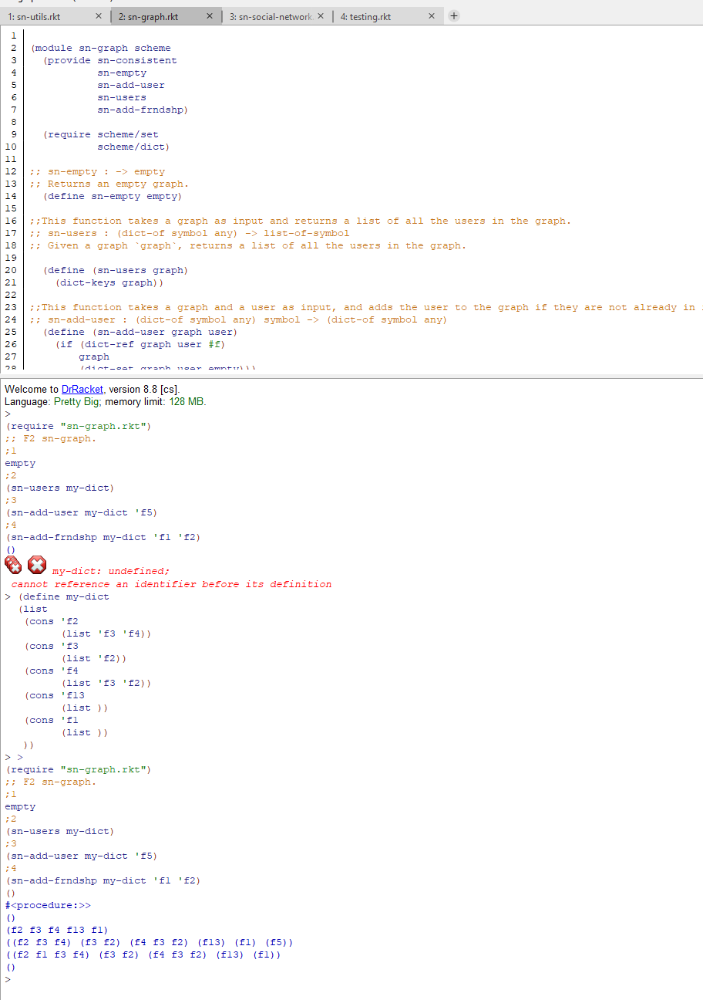 1: sn-utils.rkt × 2: sn-graph.rkt × 3: sn-social-network. × 4: testing.rkt × +
1
2 (module sn-graph scheme
3 (provide sn-consistent
4 sn-empty
5 sn-add-user
6 sn-users
7 sn-add-frndshp)
8
9 (require scheme/set
10 scheme/dict)
11
12 ;; sn-empty : -> empty
13 ;; Returns an empty graph.
14 (define sn-empty empty)
15
16 ;;This function takes a graph as input and returns a list of all the users in the graph.
17 ;; sn-users : (dict-of symbol any) -> list-of-symbol
18 ;; Given a graph `graph`, returns a list of all the users in the graph.
19
20 (define (sn-users graph)
21 (dict-keys graph))
22
23 ;;This function takes a graph and a user as input, and adds the user to the graph if they are not already in
24 ;; sn-add-user : (dict-of symbol any) symbol -> (dict-of symbol any)
25 (define (sn-add-user graph user)
26 (if (dict-ref graph user #f)
27 graph
28 (dict-set graph user empty)))
Welcome to DrRacket, version 8.8 [cs].
Language: Pretty Big; memory limit: 128 MB.
>
(require "sn-graph.rkt")
;; F2 sn-graph.
;1
empty
;2
(sn-users my-dict)
;3
(sn-add-user my-dict 'f5)
;4
(sn-add-frndshp my-dict 'f1 'f2)
()
my-dict: undefined;
cannot reference an identifier before its definition
> (define my-dict
(list
(cons 'f2
(list 'f3 'f4))
(cons 'f3
(list 'f2))
(cons 'f4
(list 'f3 'f2))
(cons 'f13
(list ))
(cons 'f1
(list ))
))
> >
(require "sn-graph.rkt")
;; F2 sn-graph.
;1
empty
;2
(sn-users my-dict)
;3
(sn-add-user my-dict 'f5)
;4
(sn-add-frndshp my-dict 'f1 'f2)
()
#<procedure:>>
()
(f2 f3 f4 f13 f1)
((f2 f3 f4) (f3 f2) (f4 f3 f2) (f13) (f1) (f5))
((f2 f1 f3 f4) (f3 f2) (f4 f3 f2) (f13) (f1))
()
>